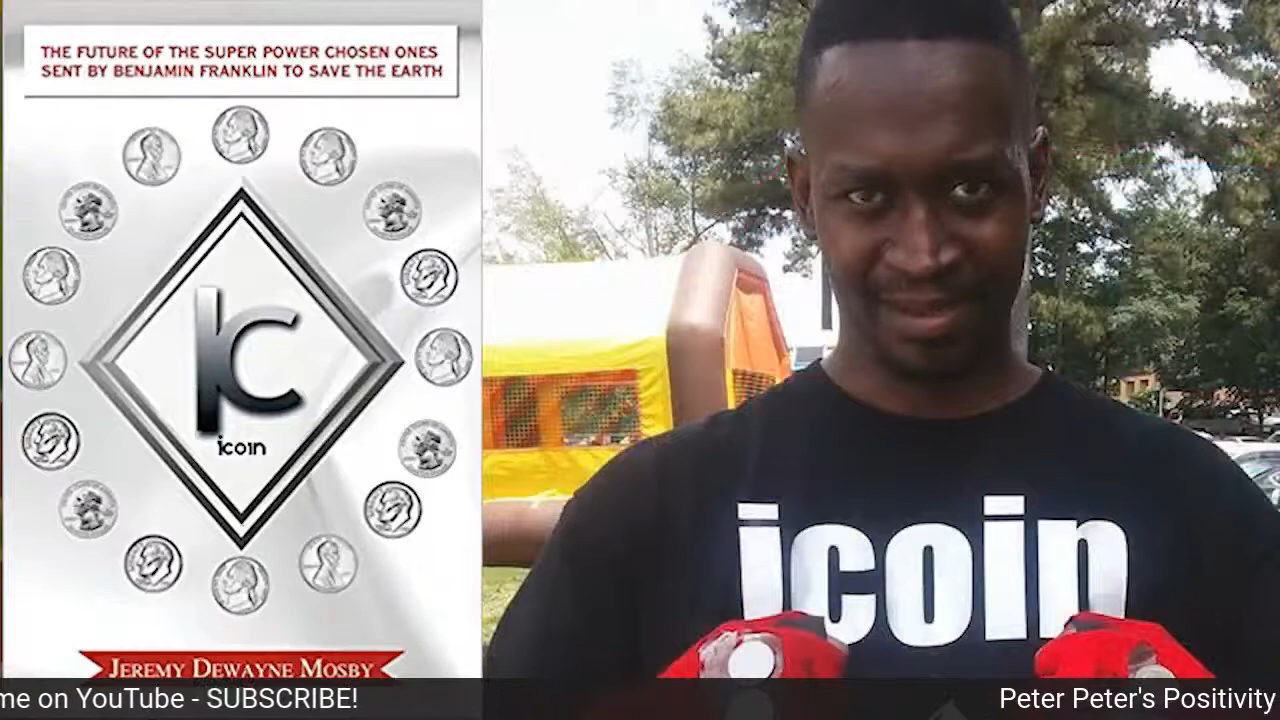 THE FUTURE OF THE SUPER POWER CHOSEN ONES
SENT BY BENJAMIN FRANKLIN TO SAVE THE EARTH
IC
icoin
JEREMY DEWAYNE MOSBY
icoin
me on YouTube - SUBSCRIBE!
Peter Peter's Positivity